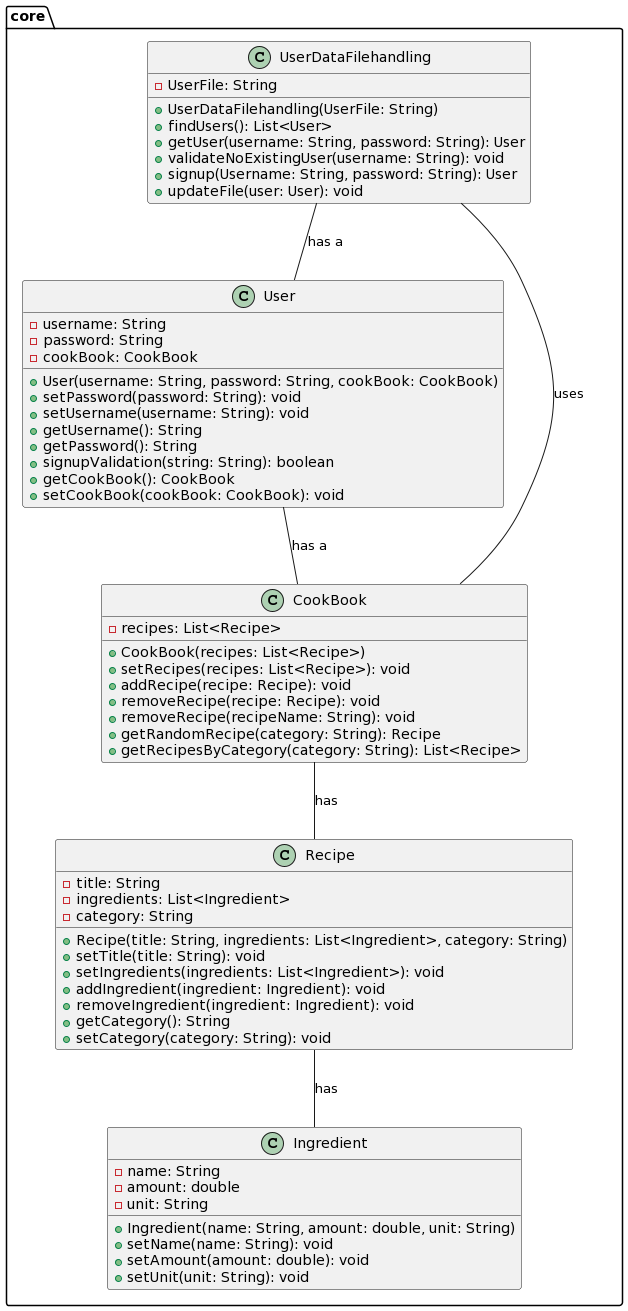 core
C UserDataFilehandling
UserFile: String
UserDataFilehandling(UserFile: String)
findUsers(): List<User>
getUser(username: String, password: String): User
validateNoExistingUser(username: String): void
signup(Username: String, password: String): User
updateFile(user: User): void
has a
C User
username: String
password: String
cookBook: CookBook
User(username: String, password: String, cookBook: CookBook)
setPassword(password: String): void
setUsername(username: String): void
getUsername(): String
getPassword(): String
signupValidation(string: String): boolean
getCookBook(): CookBook
setCookBook(cookBook: CookBook): void
uses
has a
C CookBook
recipes: List<Recipe>
CookBook(recipes: List<Recipe>)
setRecipes(recipes: List<Recipe>): void
addRecipe(recipe: Recipe): void
removeRecipe(recipe: Recipe): void
removeRecipe(recipeName: String): void
getRandomRecipe(category: String): Recipe
getRecipesByCategory(category: String): List<Recipe>
has
C Recipe
title: String
ingredients: List<Ingredient>
category: String
Recipe(title: String, ingredients: List<Ingredient>, category: String)
setTitle(title: String): void
setIngredients(ingredients: List<Ingredient>): void
addIngredient(ingredient: Ingredient): void
removeIngredient(ingredient: Ingredient): void
getCategory(): String
setCategory(category: String): void
has
C Ingredient
name: String
amount: double
unit: String
Ingredient(name: String, amount: double, unit: String)
setName(name: String): void
setAmount(amount: double): void
setUnit(unit: String): void